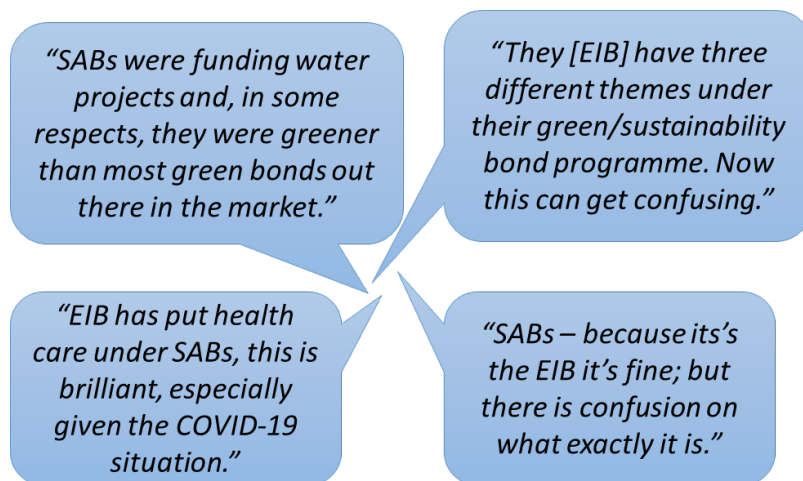 “SABs were funding water
projects and, in some
respects, they were greener
than most green bonds out
there in the market.”
“They [EIB] have three
different themes under
their green/sustainability
bond programme. Now
this can get confusing.”
“EIB has put health
care under SABs, this is
brilliant, especially
given the COVID-19
situation.”
“SABs – because its’s
the EIB it’s fine; but
there is confusion on
what exactly it is.”